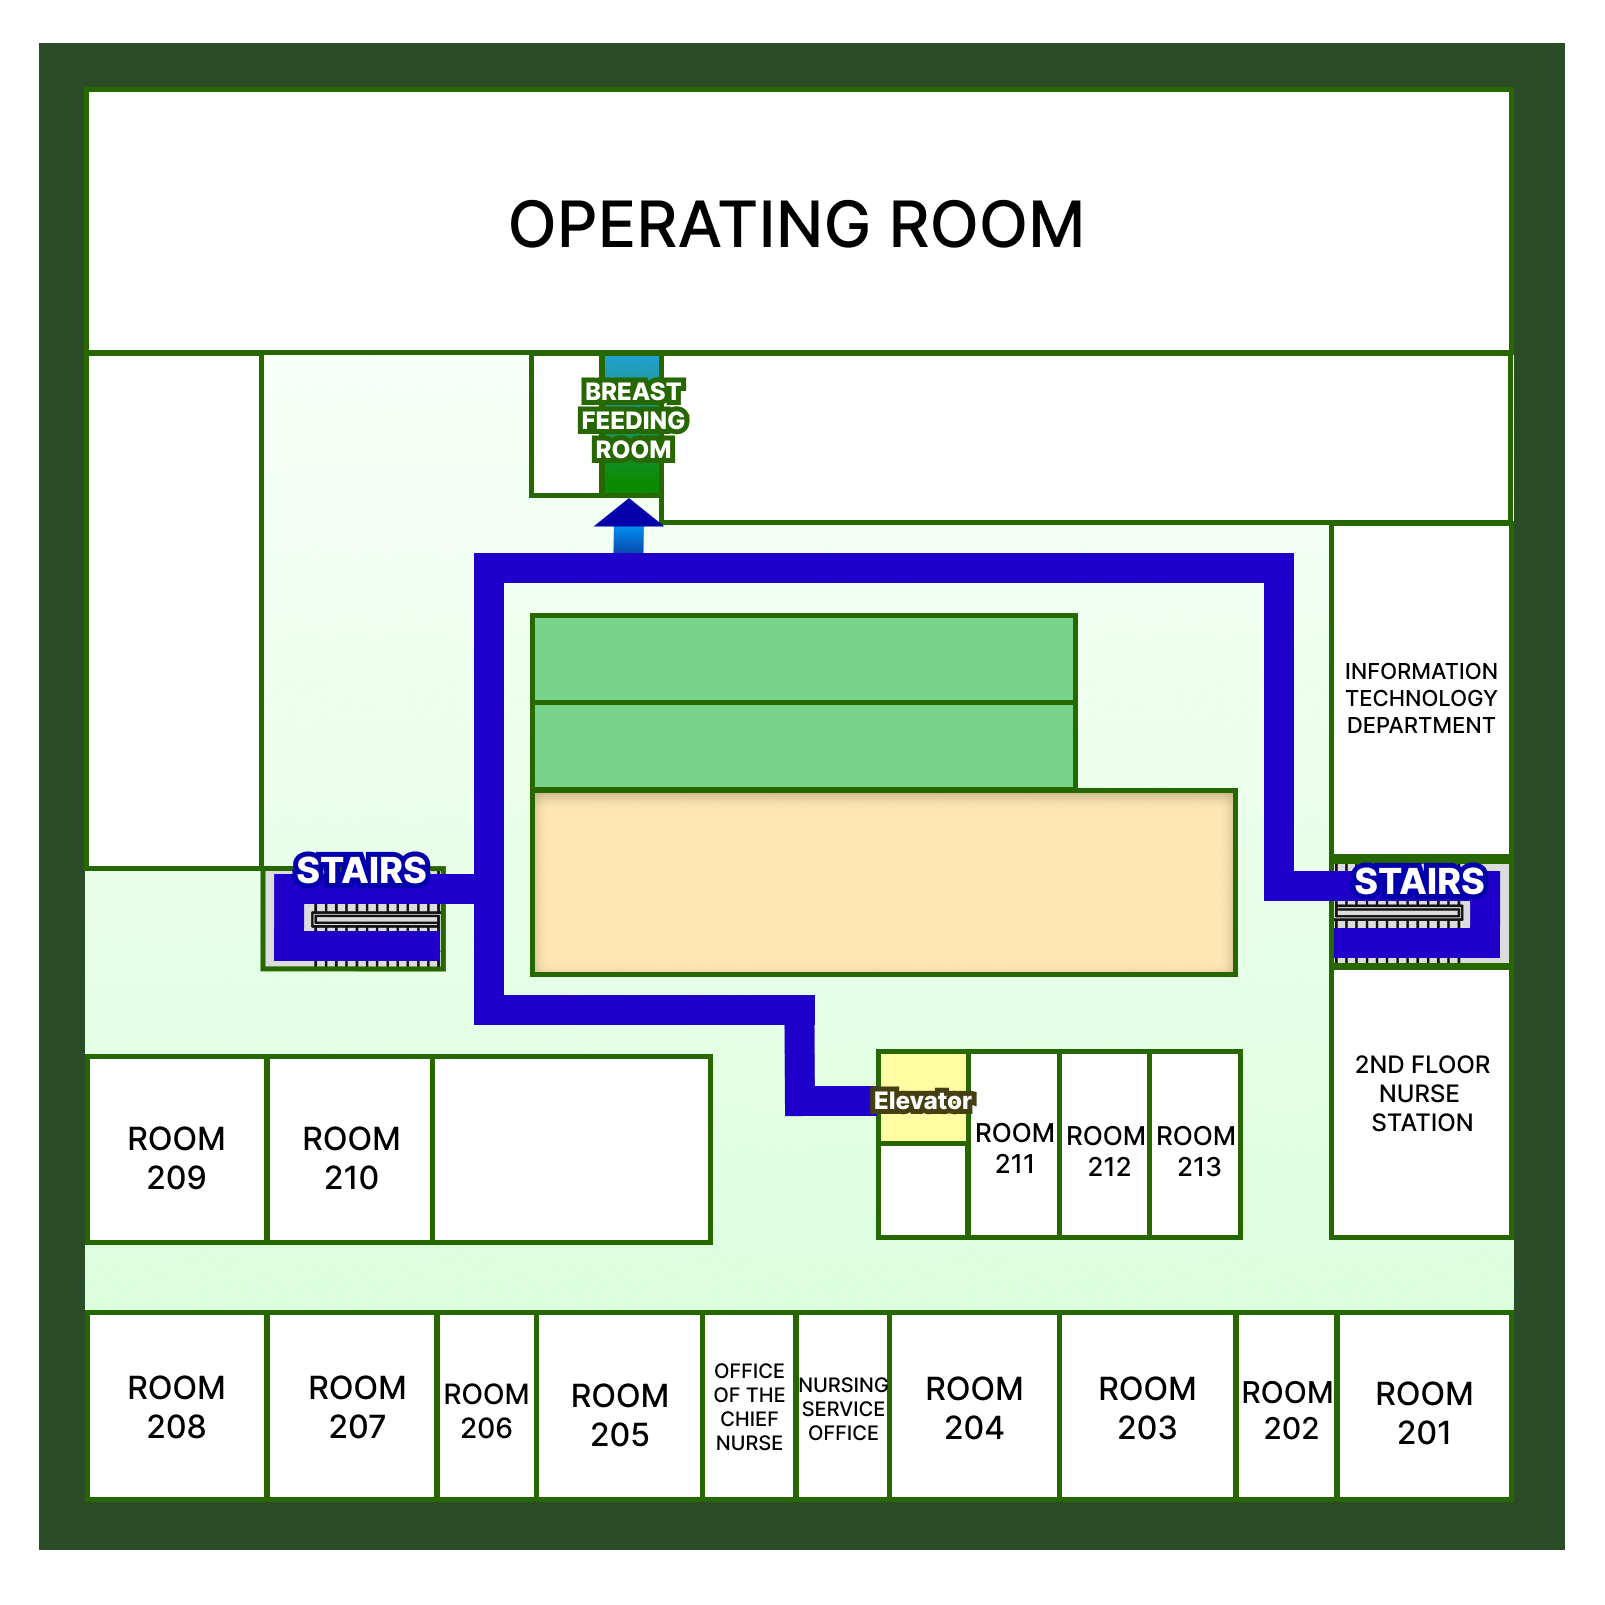 OPERATING ROOM
BREAST
FEEDING
ROOM
INFORMATION
TECHNOLOGY
DEPARTMENT
STAIRS
STAIRS
2ND FLOOR
NURSE
STATION
Elevator
ROOM
209
ROOM
210
ROOM
211
ROOM
212
ROOM
213
ROOM
208
ROOM
207
ROOM
206
ROOM
205
OFFICE
OF THE
CHIEF
NURSE
NURSING
SERVICE
OFFICE
ROOM
204
ROOM
203
ROOM
202
ROOM
201